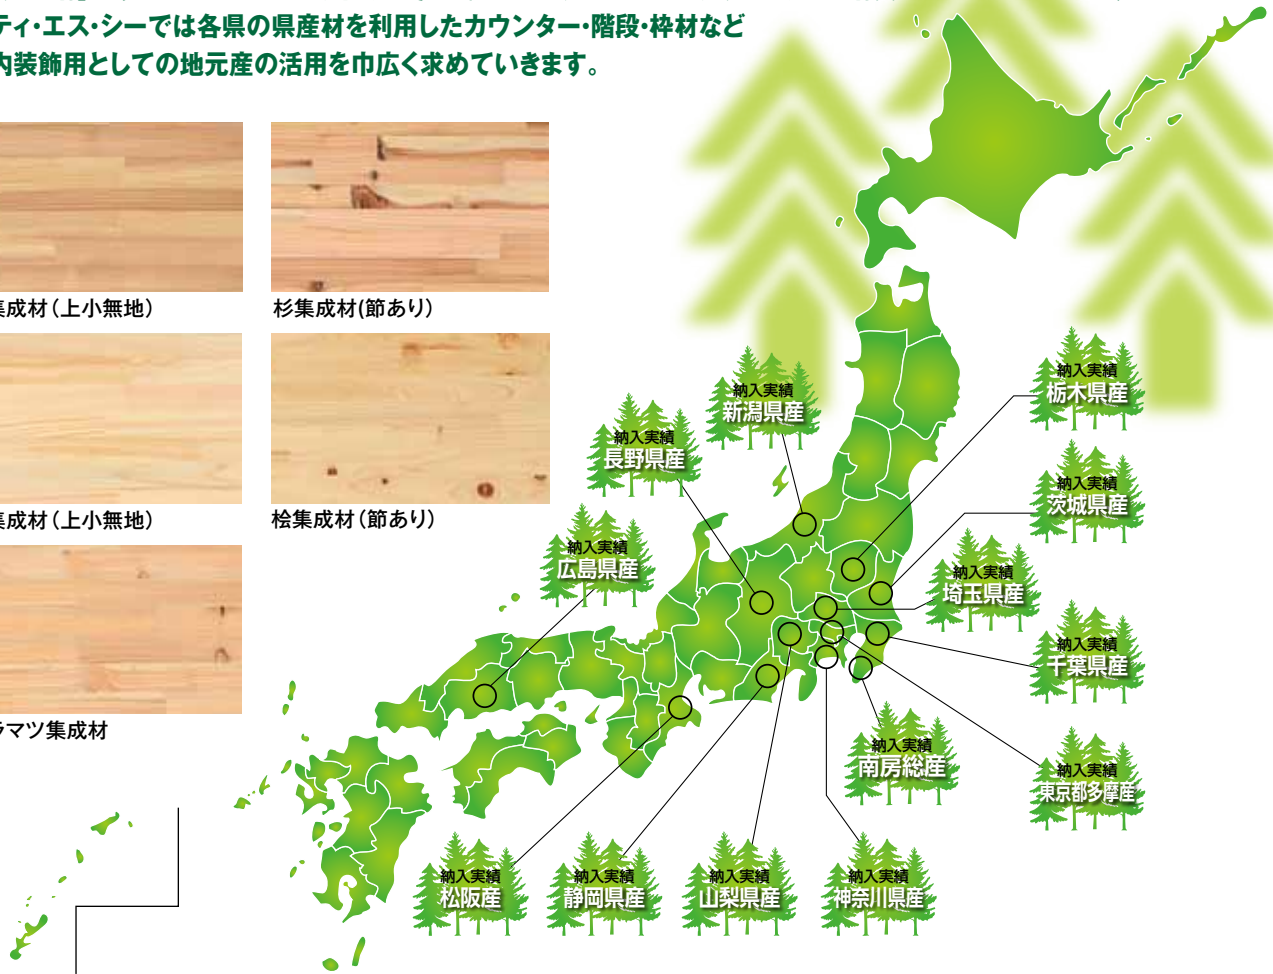 ティ・エス・シーでは各県の県産材を利用したカウンター・階段・枠材など
内装飾用としての地元産の活用を巾広く求めていきます。
集成材（上小無地）
杉集成材(節あり)
集成材（上小無地）
桧集成材（節あり）
ラマツ集成材
納入実績
新潟県産
納入実績
長野県産
納入実績
広島県産
納入実績
栃木県産
納入実績
茨城県産
納入実績
埼玉県産
納入実績
千葉県産
納入実績
南房総産
納入実績
東京都多摩産
納入実績
松阪産
納入実績
静岡県産
納入実績
山梨県産
納入実績
神奈川県産